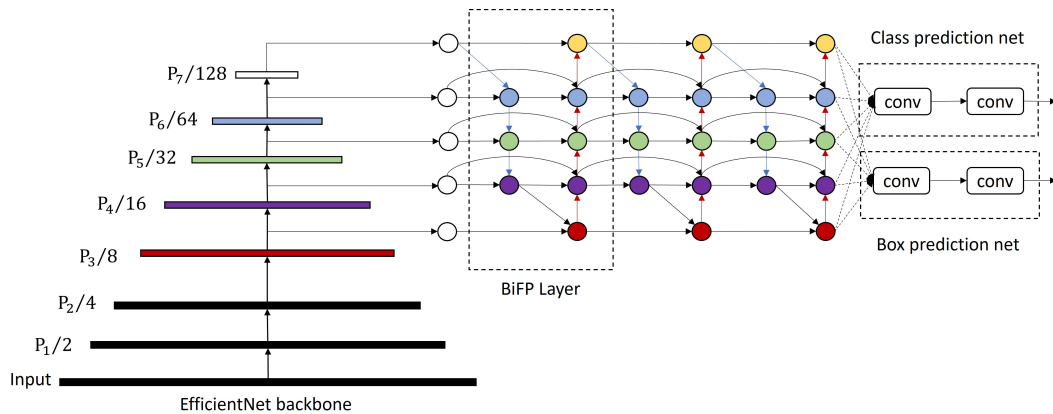 Class prediction net
P₇/128
conv
conv
P₆/64
P₅/32
conv
conv
P₄/16
Box prediction net
P₃/8
BiFP Layer
P₂/4
P₁/2
Input
EfficientNet backbone